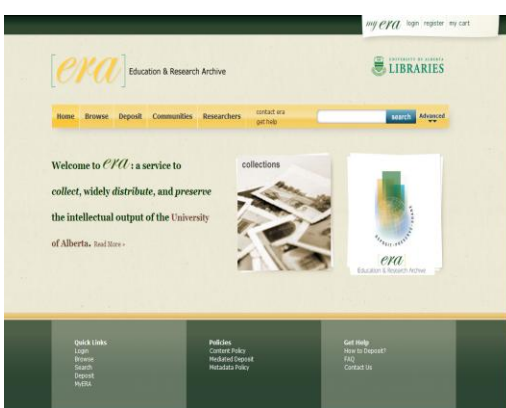 my era login register my cart
era Education & Research Archive
UNIVERSITY OF ALBERTA
LIBRARIES
Home Browse Deposit Communities Researchers
contact era
get help
search Advanced
Welcome to era : a service to
collect, widely distribute, and preserve
the intellectual output of the University
of Alberta. Read More »
collections
DEPOSIT
era
Education & Research Archive
Quick Links
Login
Browse
Search
Deposit
MyERA
Policies
Content Policy
Mediated Deposit
Metadata Policy
Get Help
How to Deposit?
FAQ
Contact Us